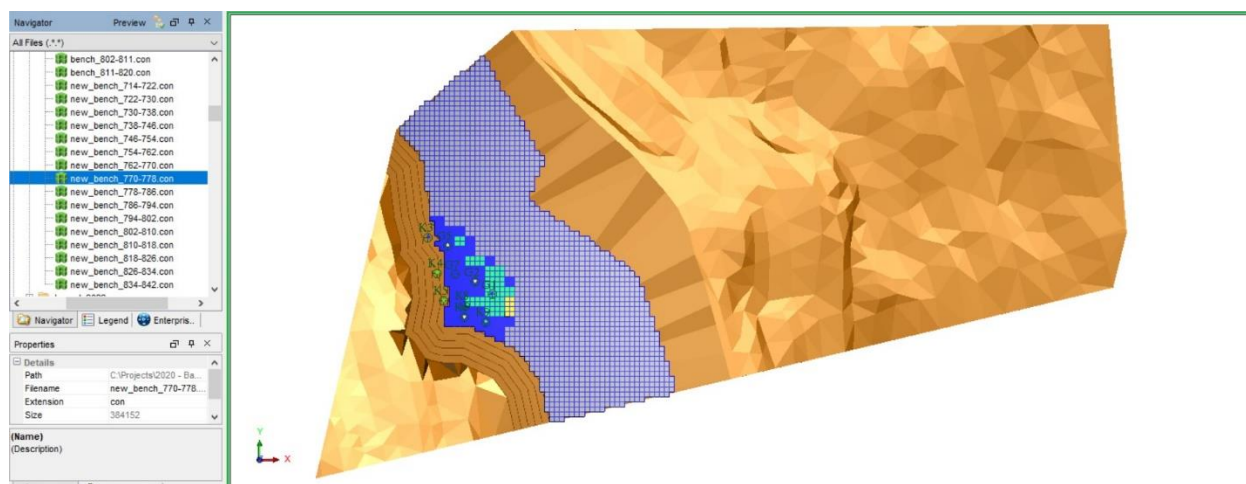 Navigator Preview
All Files (.*.*)
bench_802-811.con
bench_811-820.con
new_bench_714-722.con
new_bench_722-730.con
new_bench_730-738.con
new_bench_738-746.con
new_bench_746-754.con
new_bench_754-762.con
new_bench_762-770.con
new_bench_770-778.con
new_bench_778-786.con
new_bench_786-794.con
new_bench_794-802.con
new_bench_802-810.con
new_bench_810-818.con
new_bench_818-826.con
new_bench_826-834.con
new_bench_834-842.con
Navigator Legend Enterpris..
Properties
Details
Path C:\Projects\2020 - Ba...
Filename new_bench_770-778....
Extension con
Size 384152
(Name)
(Description)
K3
K4
K5
Y
X